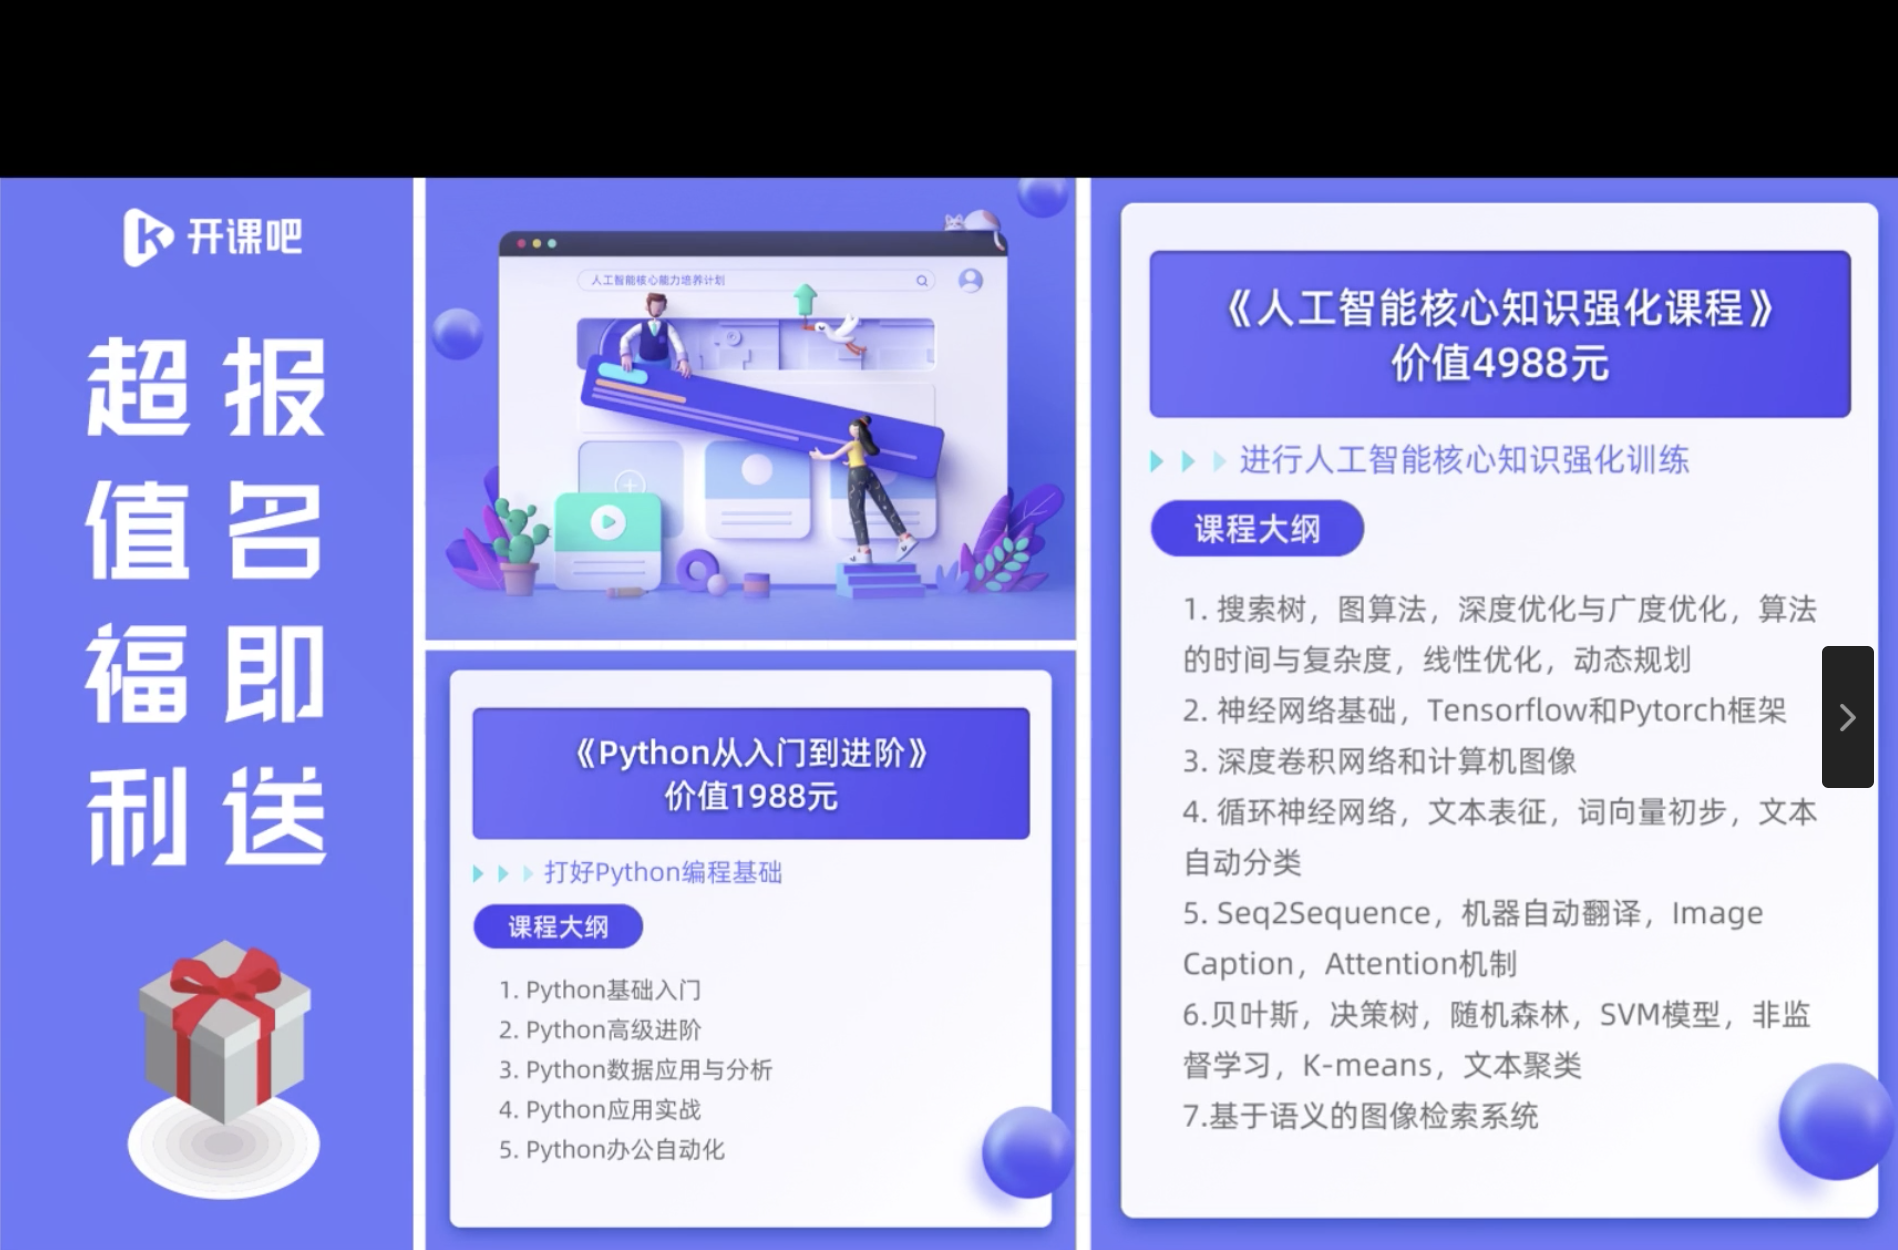 开课吧
报名即送
超值福利
人工智能核心能力培养计划
《Python从入门到进阶》
价值1988元
打好Python编程基础
课程大纲
1. Python基础入门
2. Python高级进阶
3. Python数据应用与分析
4. Python应用实战
5. Python办公自动化
《人工智能核心知识强化课程》
价值4988元
进行人工智能核心知识强化训练
课程大纲
1. 搜索树，图算法，深度优化与广度优化，算法
的时间与复杂度，线性优化，动态规划
2. 神经网络基础，Tensorflow和Pytorch框架
3. 深度卷积网络和计算机图像
4. 循环神经网络，文本表征，词向量初步，文本
自动分类
5. Seq2Sequence，机器自动翻译，Image
Caption，Attention机制
6.贝叶斯，决策树，随机森林，SVM模型，非监
督学习，K-means，文本聚类
7.基于语义的图像检索系统